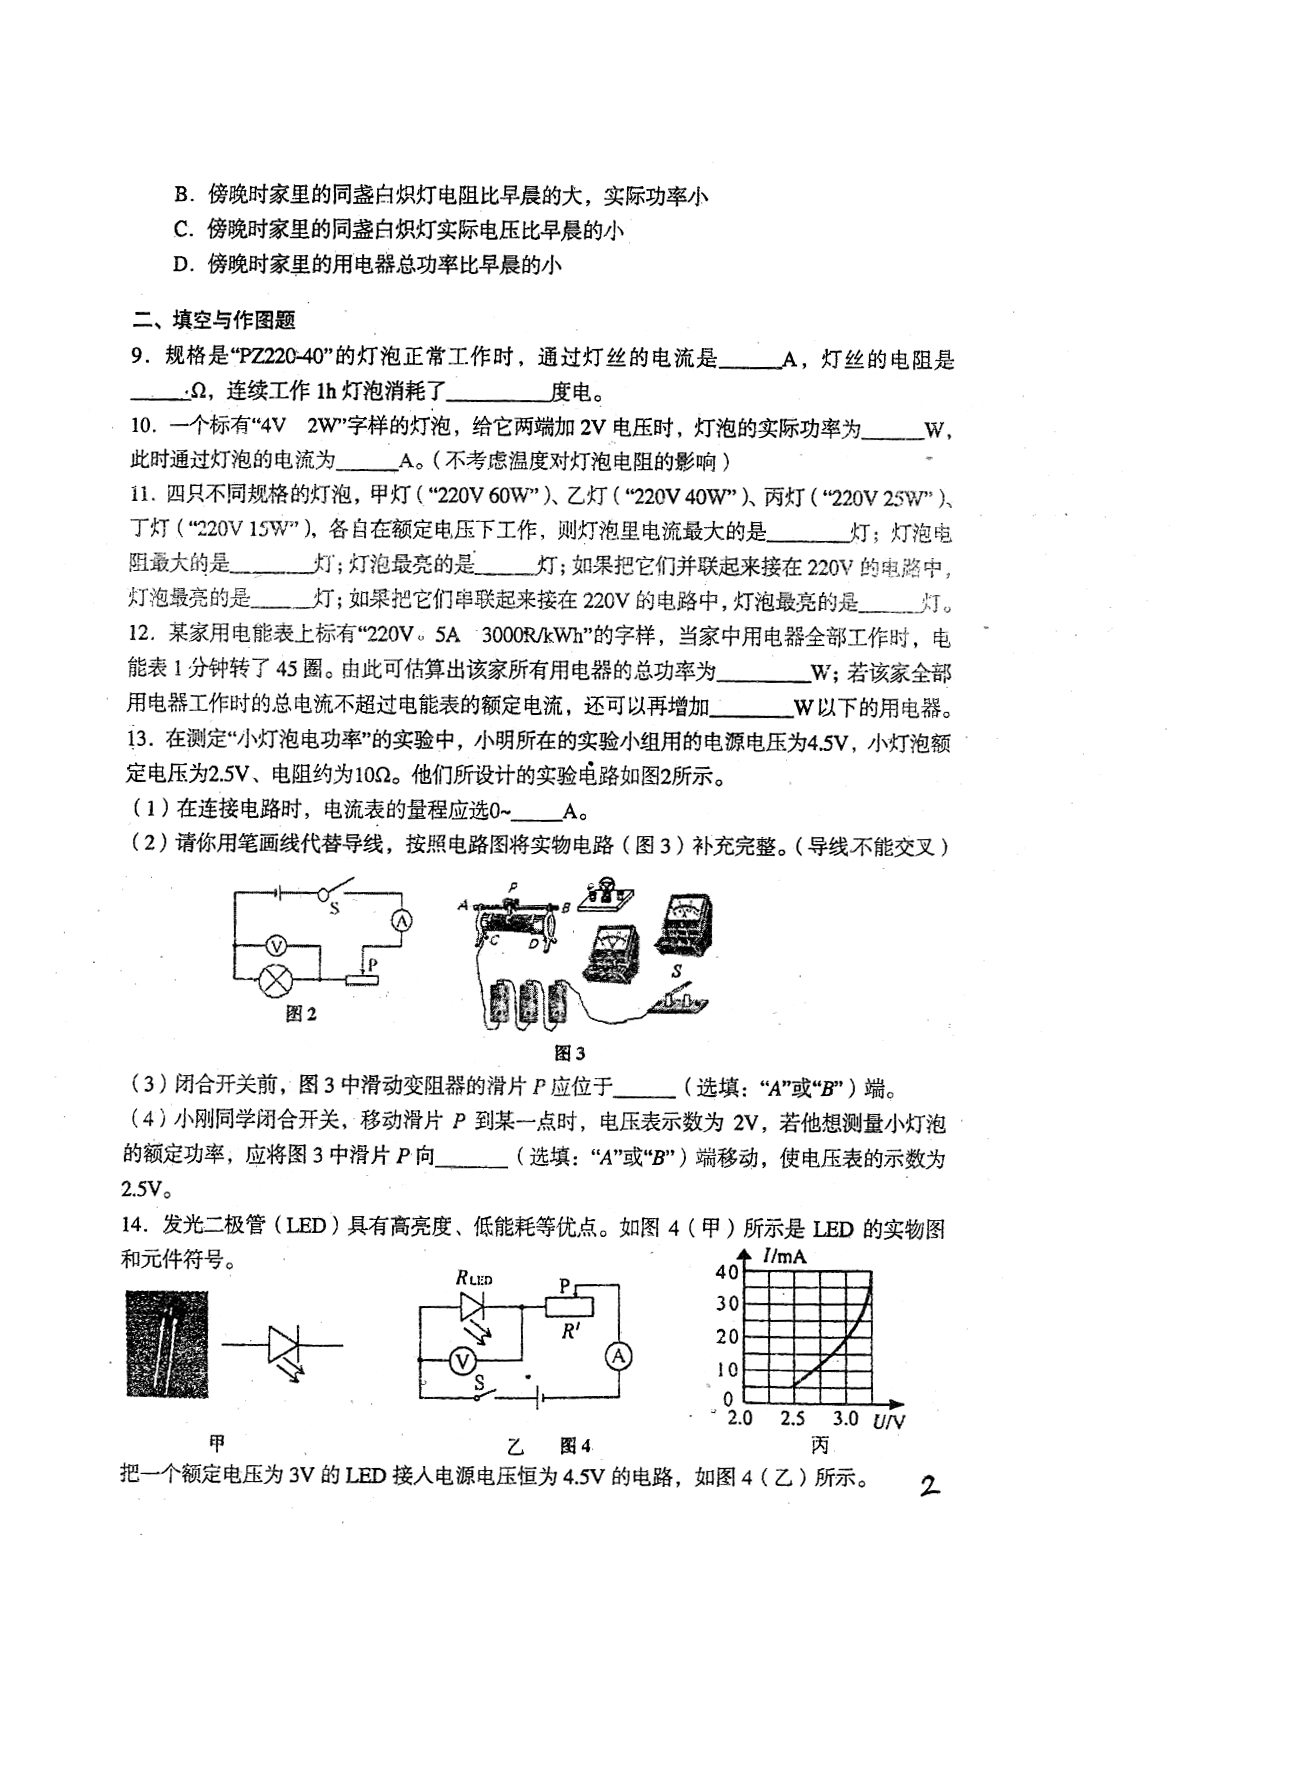 B．傍晚时家里的同盏白炽灯电阻比早晨的大，实际功率小
C．傍晚时家里的同盏白炽灯实际电压比早晨的小
D．傍晚时家里的用电器总功率比早晨的小
二、填空与作图题
9．规格是“PZ220-40”的灯泡正常工作时，通过灯丝的电流是______A，灯丝的电阻是
______Ω，连续工作 1h 灯泡消耗了__________度电。
10．一个标有“4V 2W”字样的灯泡，给它两端加 2V 电压时，灯泡的实际功率为______W，
此时通过灯泡的电流为______A。（不考虑温度对灯泡电阻的影响）
11．四只不同规格的灯泡，甲灯（“220V 60W”）、乙灯（“220V 40W”）、丙灯（“220V 25W”）、
丁灯（“220V 15W”），各自在额定电压下工作，则灯泡里电流最大的是________灯；灯泡电
阻最大的是________灯；灯泡最亮的是______灯；如果把它们并联起来接在 220V 的电路中，
灯泡最亮的是______灯；如果把它们串联起来接在 220V 的电路中，灯泡最亮的是______灯。
12．某家用电能表上标有“220V。5A 3000R/kWh”的字样，当家中用电器全部工作时，电
能表 1 分钟转了 45 圈。由此可估算出该家所有用电器的总功率为_________W；若该家全部
用电器工作时的总电流不超过电能表的额定电流，还可以再增加________W以下的用电器。
13．在测定“小灯泡电功率”的实验中，小明所在的实验小组用的电源电压为4.5V，小灯泡额
定电压为2.5V、电阻约为10Ω。他们所设计的实验电路如图2所示。
（1）在连接电路时，电流表的量程应选0~_____A。
（2）请你用笔画线代替导线，按照电路图将实物电路（图 3）补充完整。（导线不能交叉）
S
A
V
P
图 2
P
A
B
C
D
S
图 3
（3）闭合开关前，图 3 中滑动变阻器的滑片 P 应位于______（选填：“A”或“B”）端。
（4）小刚同学闭合开关，移动滑片 P 到某一点时，电压表示数为 2V，若他想测量小灯泡
的额定功率，应将图 3 中滑片 P 向_______（选填：“A”或“B”）端移动，使电压表的示数为
2.5V。
14．发光二极管（LED）具有高亮度、低能耗等优点。如图 4（甲）所示是 LED 的实物图
和元件符号。
RLED
P
R'
V
A
S
I/mA
40
30
20
10
0
2.0 2.5 3.0 U/V
甲
乙 图 4
丙
把一个额定电压为 3V 的 LED 接人电源电压恒为 4.5V 的电路，如图 4（乙）所示。
2